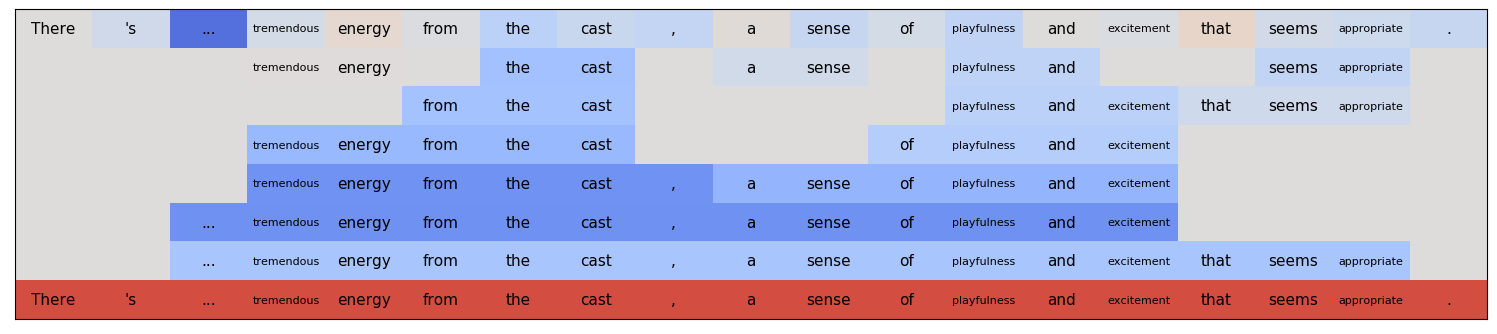 There 's ... tremendous energy from the cast , a sense of playfulness and excitement that seems appropriate .
tremendous energy the cast a sense playfulness and seems appropriate
from the cast playfulness and excitement that seems appropriate
tremendous energy from the cast of playfulness and excitement
tremendous energy from the cast , a sense of playfulness and excitement
... tremendous energy from the cast , a sense of playfulness and excitement
... tremendous energy from the cast , a sense of playfulness and excitement that seems appropriate
There 's ... tremendous energy from the cast , a sense of playfulness and excitement that seems appropriate .